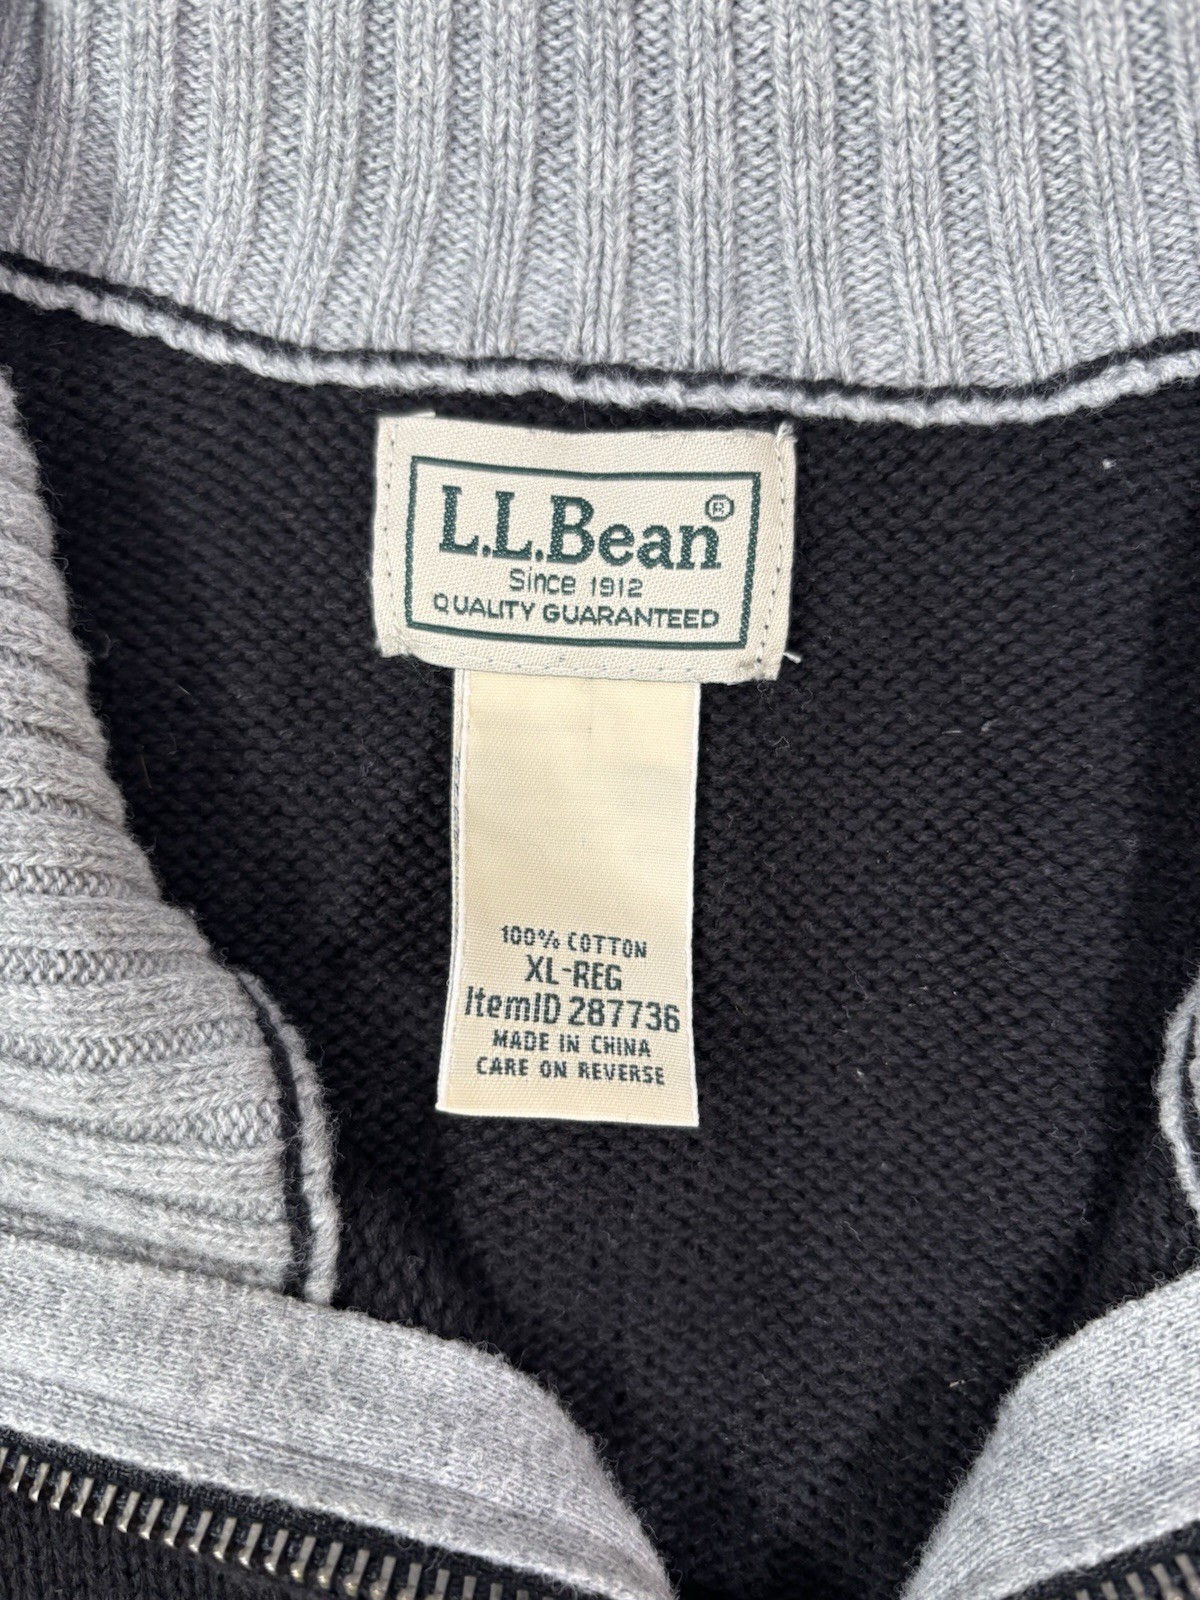 L.L.Bean®
Since 1912
QUALITY GUARANTEED
100% COTTON
XL-REG
ItemID 287736
MADE IN CHINA
CARE ON REVERSE